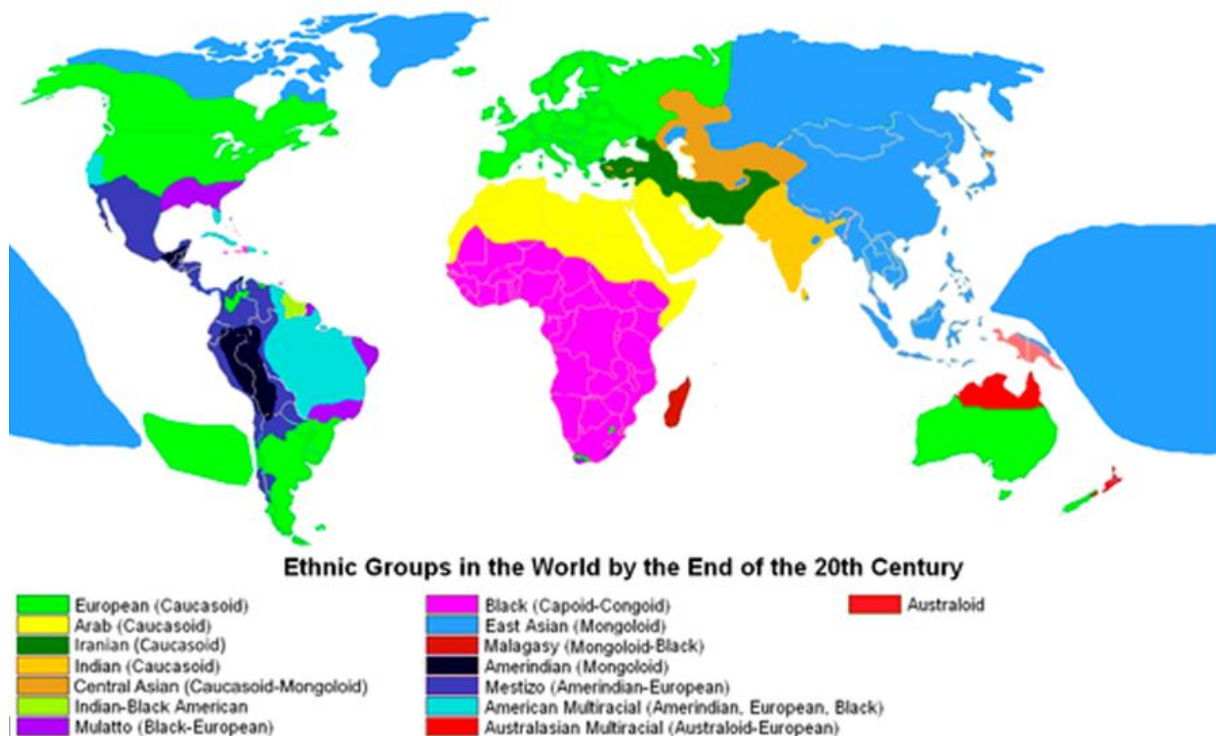 Ethnic Groups in the World by the End of the 20th Century
European (Caucasoid)
Arab (Caucasoid)
Iranian (Caucasoid)
Indian (Caucasoid)
Central Asian (Caucasoid-Mongoloid)
Indian-Black American
Mulatto (Black-European)
Black (Capoid-Congoid)
East Asian (Mongoloid)
Malagasy (Mongoloid-Black)
Amerindian (Mongoloid)
Mestizo (Amerindian-European)
American Multiracial (Amerindian, European, Black)
Australasian Multiracial (Australoid-European)
Australoid